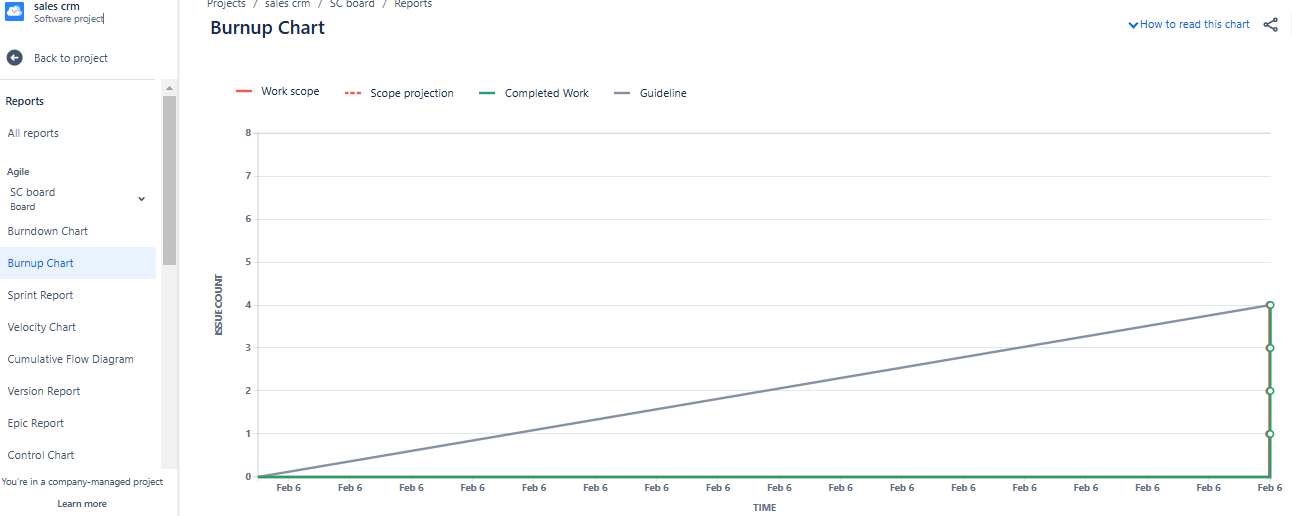 sales crm
Software project
Back to project
Reports
All reports
Agile
SC board
Board
Burndown Chart
Burnup Chart
Sprint Report
Velocity Chart
Cumulative Flow Diagram
Version Report
Epic Report
Control Chart
You're in a company-managed project
Learn more
Projects / sales crm / SC board / Reports
Burnup Chart
How to read this chart
Work scope Scope projection Completed Work Guideline
8
7
6
5
4
3
2
1
0
ISSUE COUNT
Feb 6 Feb 6 Feb 6 Feb 6 Feb 6 Feb 6 Feb 6 Feb 6 Feb 6 Feb 6 Feb 6 Feb 6 Feb 6 Feb 6 Feb 6 Feb 6 Feb 6
TIME